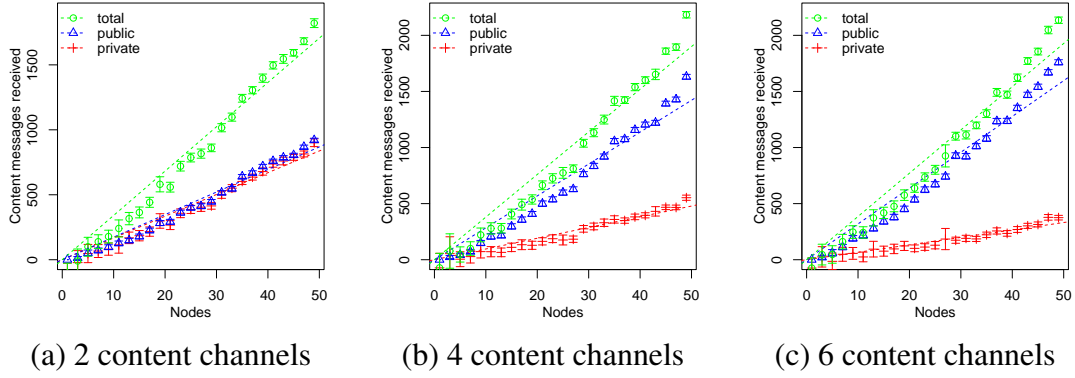 total
public
private
Content messages received
0
500
1000
1500
0 10 20 30 40 50
Nodes
(a) 2 content channels
total
public
private
Content messages received
0
500
1000
1500
2000
0 10 20 30 40 50
Nodes
(b) 4 content channels
total
public
private
Content messages received
0
500
1000
1500
2000
0 10 20 30 40 50
Nodes
(c) 6 content channels